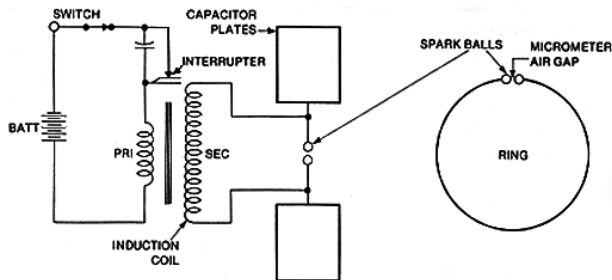 SWITCH
CAPACITOR
PLATES
SPARK BALLS
MICROMETER
AIR GAP
INTERRUPTER
BATT
PRI
SEC
RING
INDUCTION
COIL